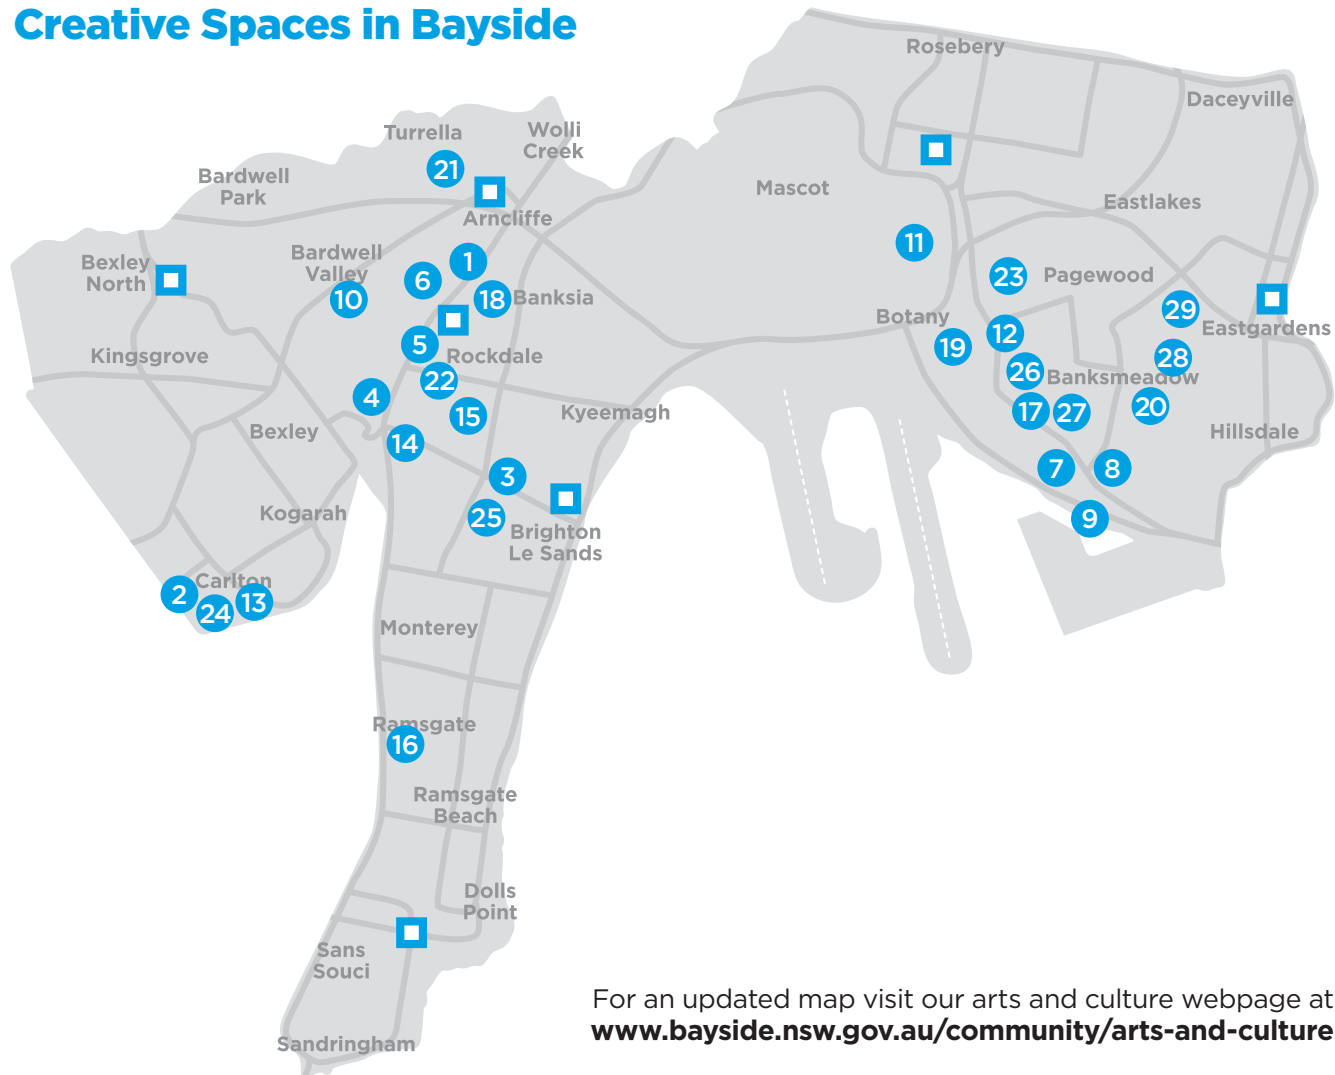 Creative Spaces in Bayside
Rosebery
Daceyville
Turrella
Wolli
Creek
21
Bardwell
Park
Mascot
Eastlakes
Arncliffe
11
Bardwell
Valley
Bexley
North
1
6
10
18
Banksia
23
Pagewood
29
Botany
Eastgardens
12
19
5
Rockdale
Kingsgrove
28
26
Banksmeadow
22
4
15
Kyeemagh
17
27
20
Bexley
14
Hillsdale
3
7
8
25
Kogarah
9
Brighton
Le Sands
Carlton
2
24
13
Monterey
Ramsgate
16
Ramsgate
Beach
Dolls
Point
Sans
Souci
Sandringham
For an updated map visit our arts and culture webpage at
www.bayside.nsw.gov.au/community/arts-and-culture